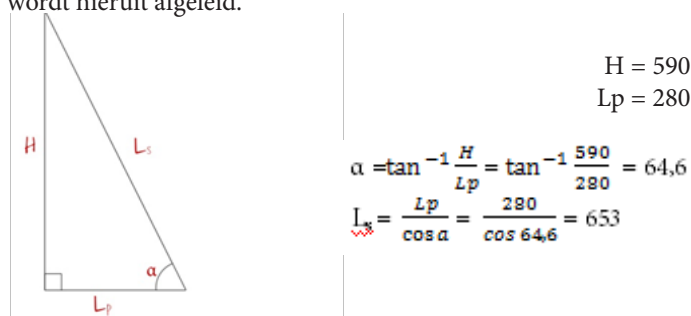 wordt hieruit afgeleid.
H = 590
Lp = 280
H
Ls
α =tan⁻¹ H/Lp = tan⁻¹ 590/280 = 64,6
Ls = Lp/cos α = 280/cos 64,6 = 653
α
Lp